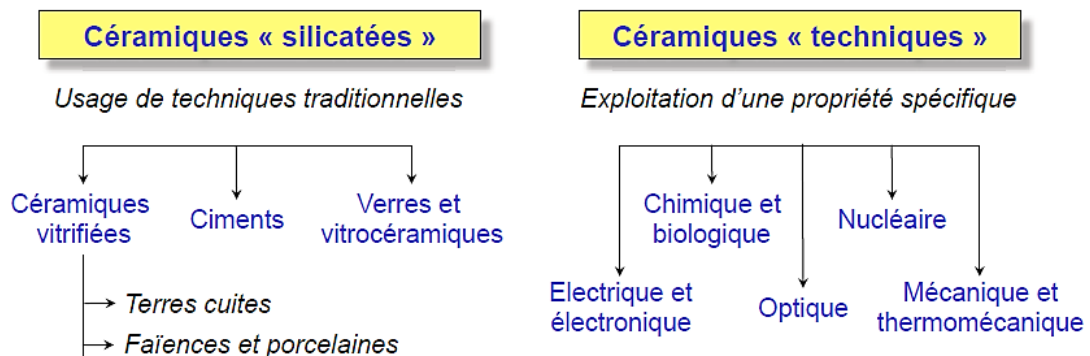 Céramiques « silicatées »
Usage de techniques traditionnelles
Céramiques
vitrifiées
Ciments
Verres et
vitrocéramiques
Terres cuites
Faïences et porcelaines
Céramiques « techniques »
Exploitation d’une propriété spécifique
Chimique et
biologique
Nucléaire
Electrique et
électronique
Optique
Mécanique et
thermomécanique